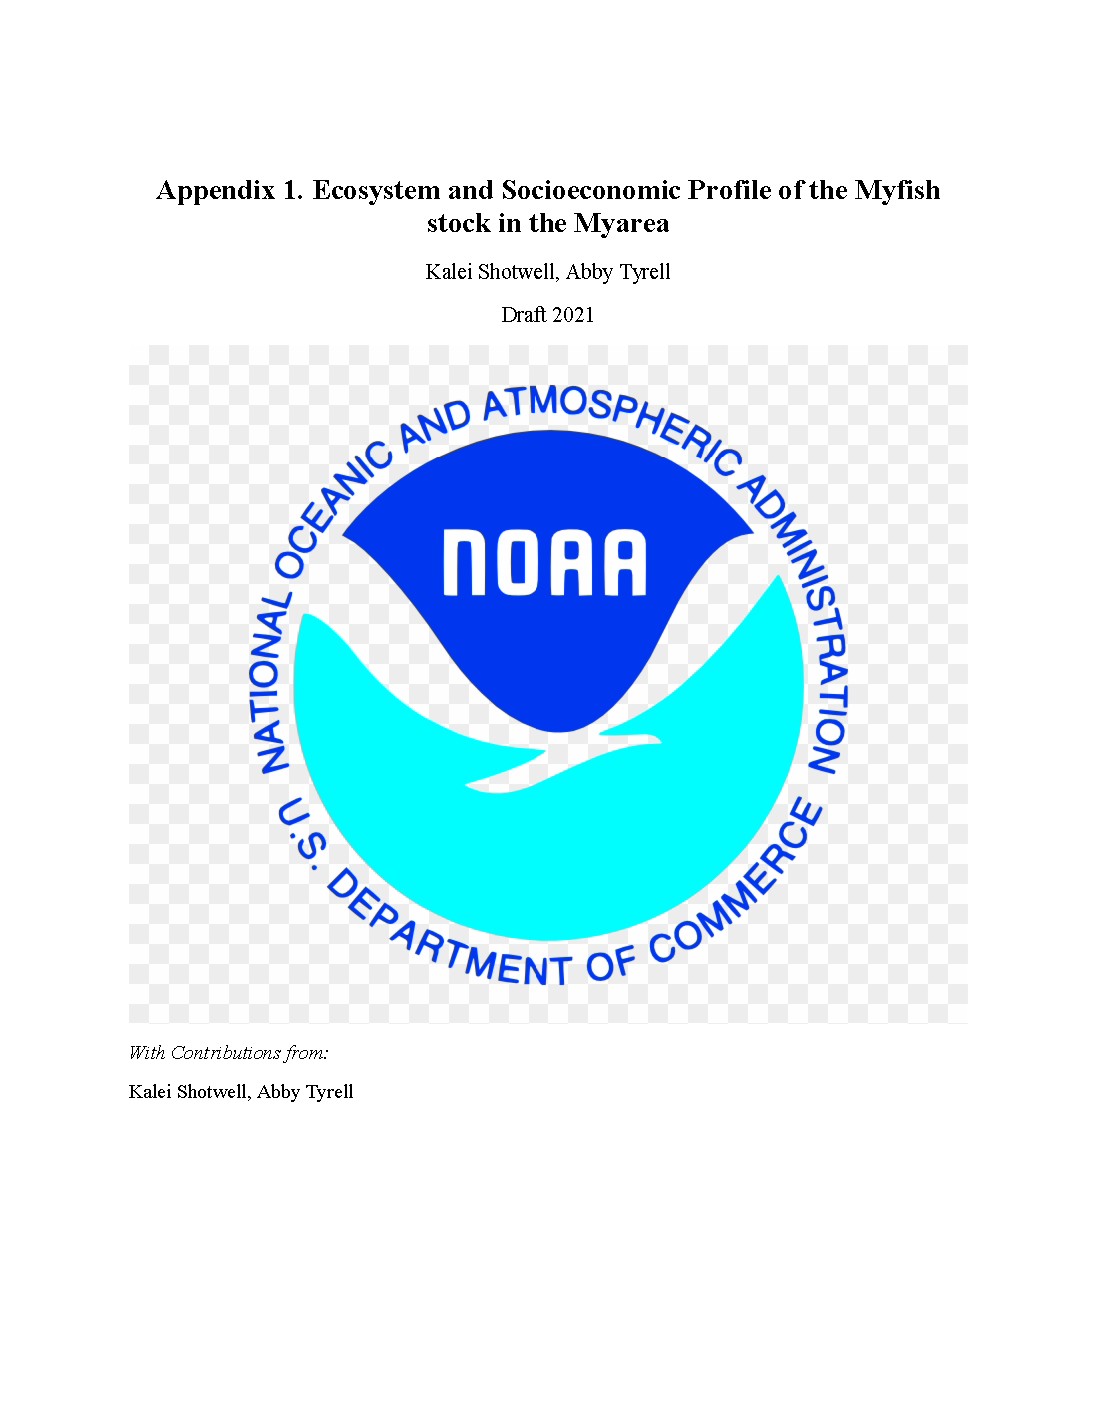 Appendix 1. Ecosystem and Socioeconomic Profile of the Myfish
stock in the Myarea
Kalei Shotwell, Abby Tyrell
Draft 2021
NATIONAL OCEANIC AND ATMOSPHERIC ADMINISTRATION
NOAA
U.S. DEPARTMENT OF COMMERCE
With Contributions from:
Kalei Shotwell, Abby Tyrell